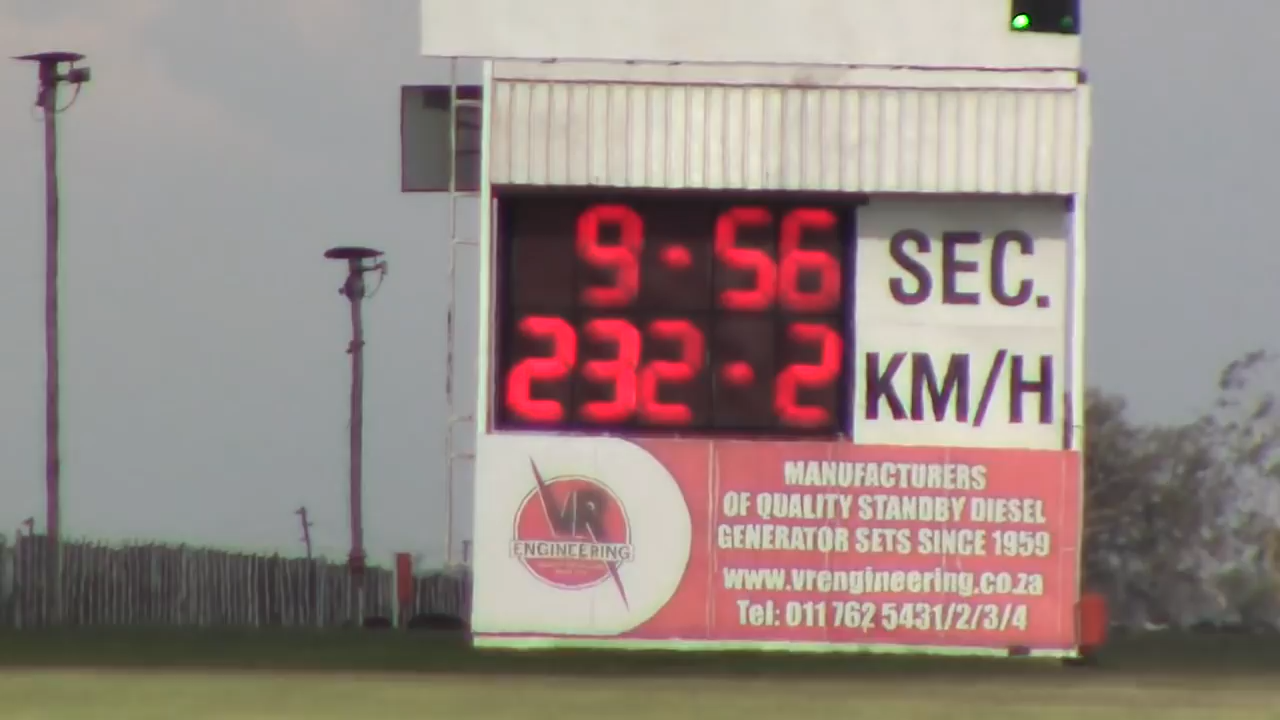 9.56 SEC.
232.2 KM/H
VR
ENGINEERING
MANUFACTURERS
OF QUALITY STANDBY DIESEL
GENERATOR SETS SINCE 1959
www.vrengineering.co.za
Tel: 011 762 5431/2/3/4